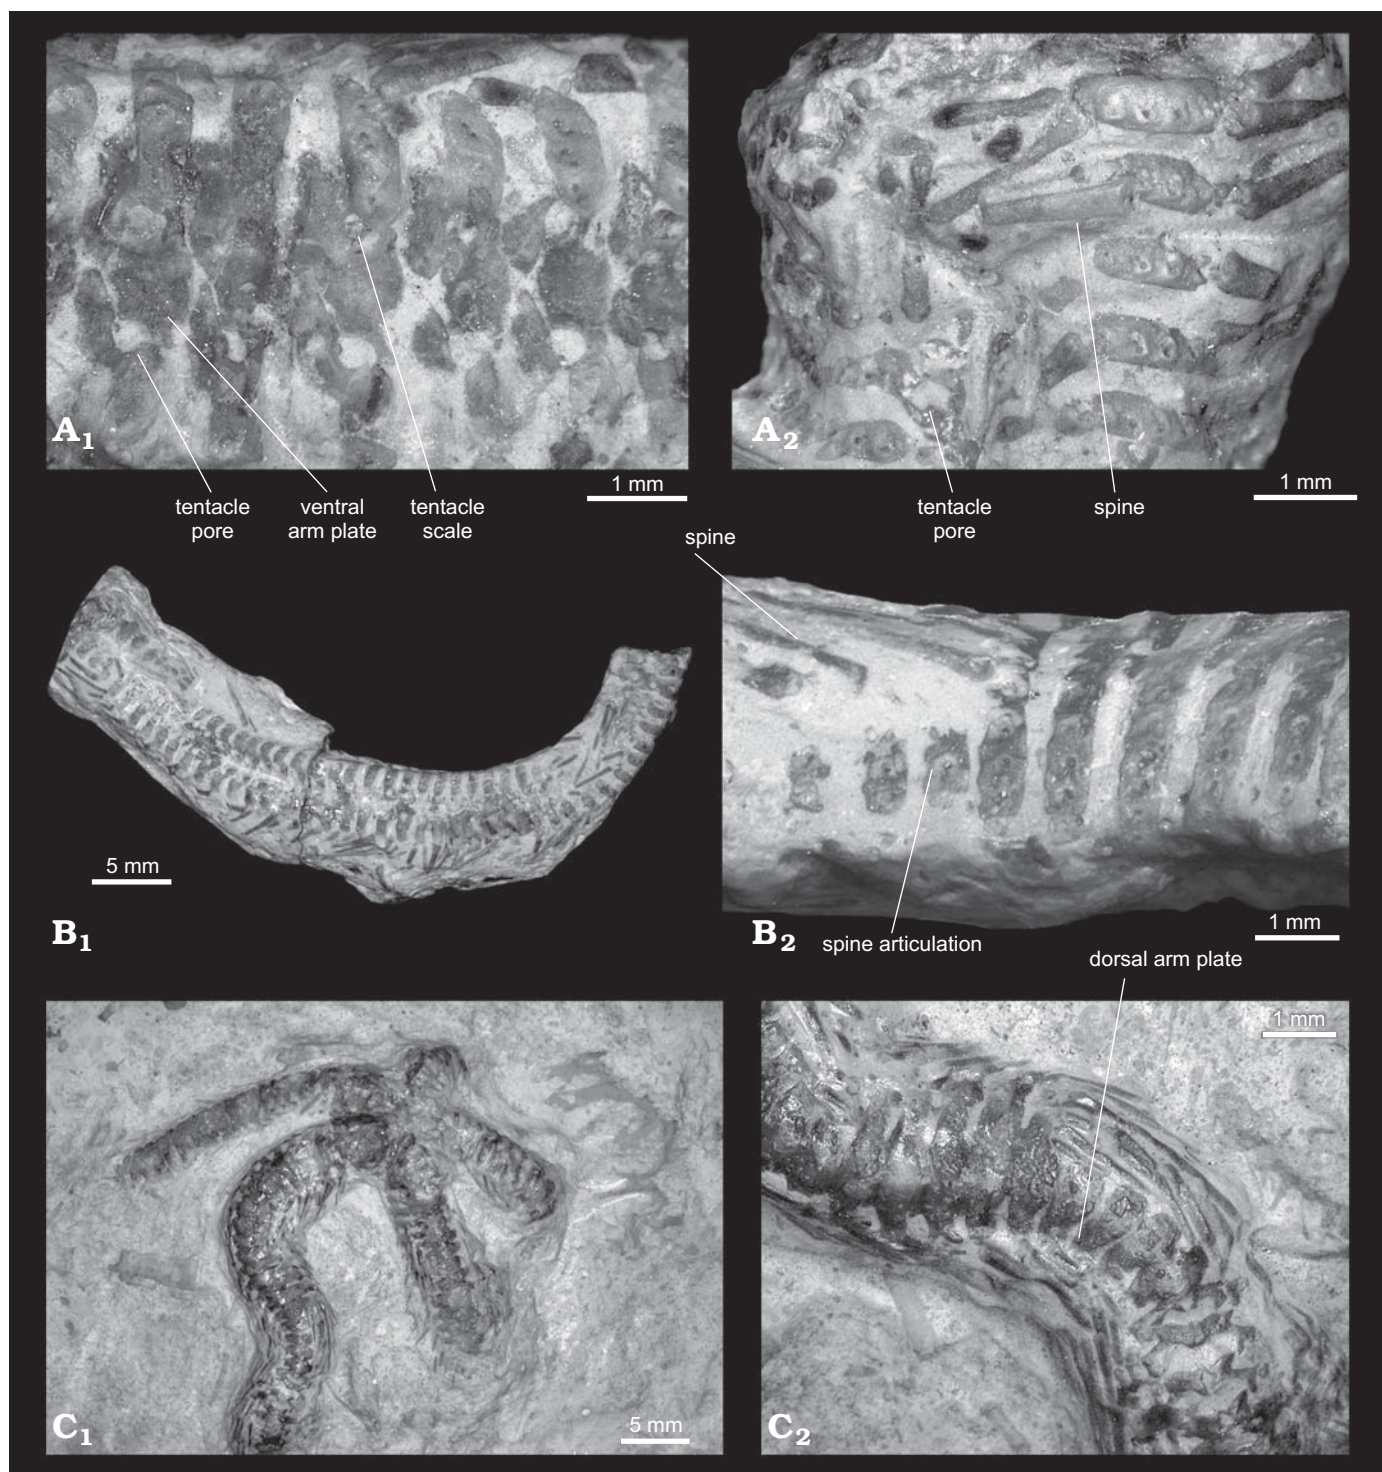 A1
A2
1 mm
1 mm
tentacle
pore
ventral
arm plate
tentacle
scale
tentacle
pore
spine
spine
5 mm
B1
B2
spine articulation
1 mm
dorsal arm plate
1 mm
C1
5 mm
C2